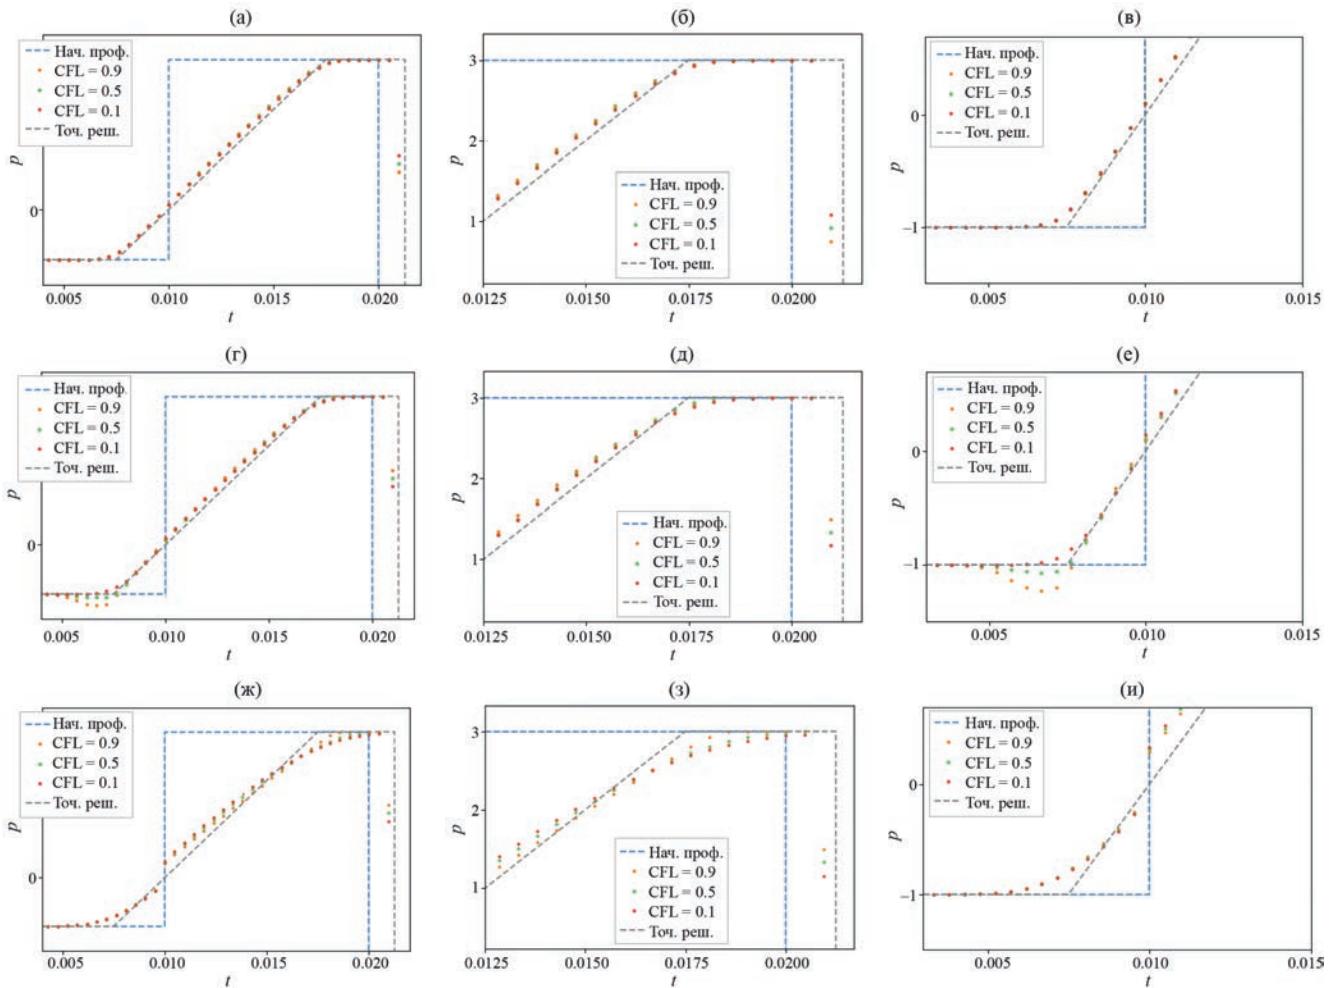 (а)
Нач. проф.
CFL = 0.9
CFL = 0.5
CFL = 0.1
Точ. реш.
p
0
0.005
0.010
0.015
0.020
t
(б)
3
2
1
p
Нач. проф.
CFL = 0.9
CFL = 0.5
CFL = 0.1
Точ. реш.
0.0125
0.0150
0.0175
0.0200
t
(в)
Нач. проф.
CFL = 0.9
CFL = 0.5
CFL = 0.1
Точ. реш.
0
p
−1
0.005
0.010
0.015
t
(г)
Нач. проф.
CFL = 0.9
CFL = 0.5
CFL = 0.1
Точ. реш.
p
0
0.005
0.010
0.015
0.020
t
(д)
3
2
1
p
Нач. проф.
CFL = 0.9
CFL = 0.5
CFL = 0.1
Точ. реш.
0.0125
0.0150
0.0175
0.0200
t
(е)
Нач. проф.
CFL = 0.9
CFL = 0.5
CFL = 0.1
Точ. реш.
0
p
−1
0.005
0.010
0.015
t
(ж)
Нач. проф.
CFL = 0.9
CFL = 0.5
CFL = 0.1
Точ. реш.
p
0
0.005
0.010
0.015
0.020
t
(з)
3
2
1
p
Нач. проф.
CFL = 0.9
CFL = 0.5
CFL = 0.1
Точ. реш.
0.0125
0.0150
0.0175
0.0200
t
(и)
Нач. проф.
CFL = 0.9
CFL = 0.5
CFL = 0.1
Точ. реш.
0
p
−1
0.005
0.010
0.015
t